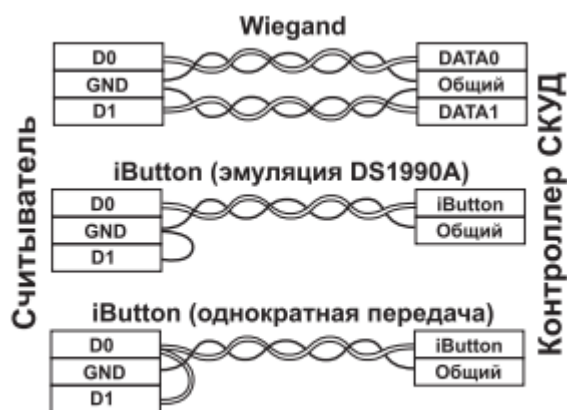 Wiegand
D0 DATA0
GND Общий
D1 DATA1
iButton (эмуляция DS1990A)
D0 iButton
GND Общий
D1
iButton (однократная передача)
D0 iButton
GND Общий
D1
Считыватель
Контроллер СКУД